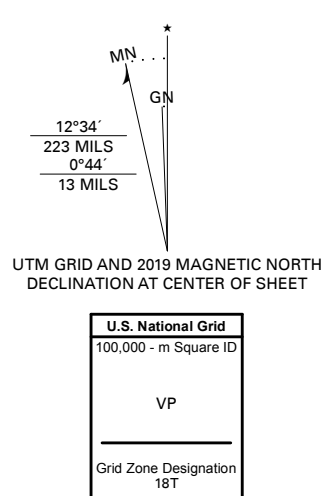 MN
GN
12°34´
223 MILS
0°44´
13 MILS
UTM GRID AND 2019 MAGNETIC NORTH
DECLINATION AT CENTER OF SHEET
U.S. National Grid
100,000 - m Square ID
VP
Grid Zone Designation
18T